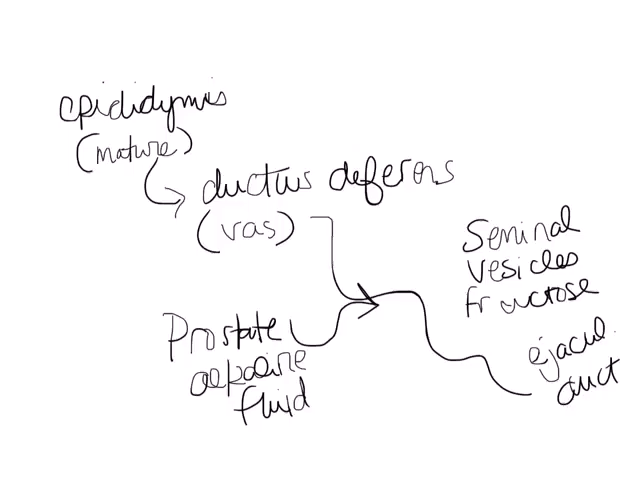 epididymis
(mature)
ductus deferens
(vas)
Seminal
vesicles
fructose
Prostate
alkaline
fluid
ejacul.
duct